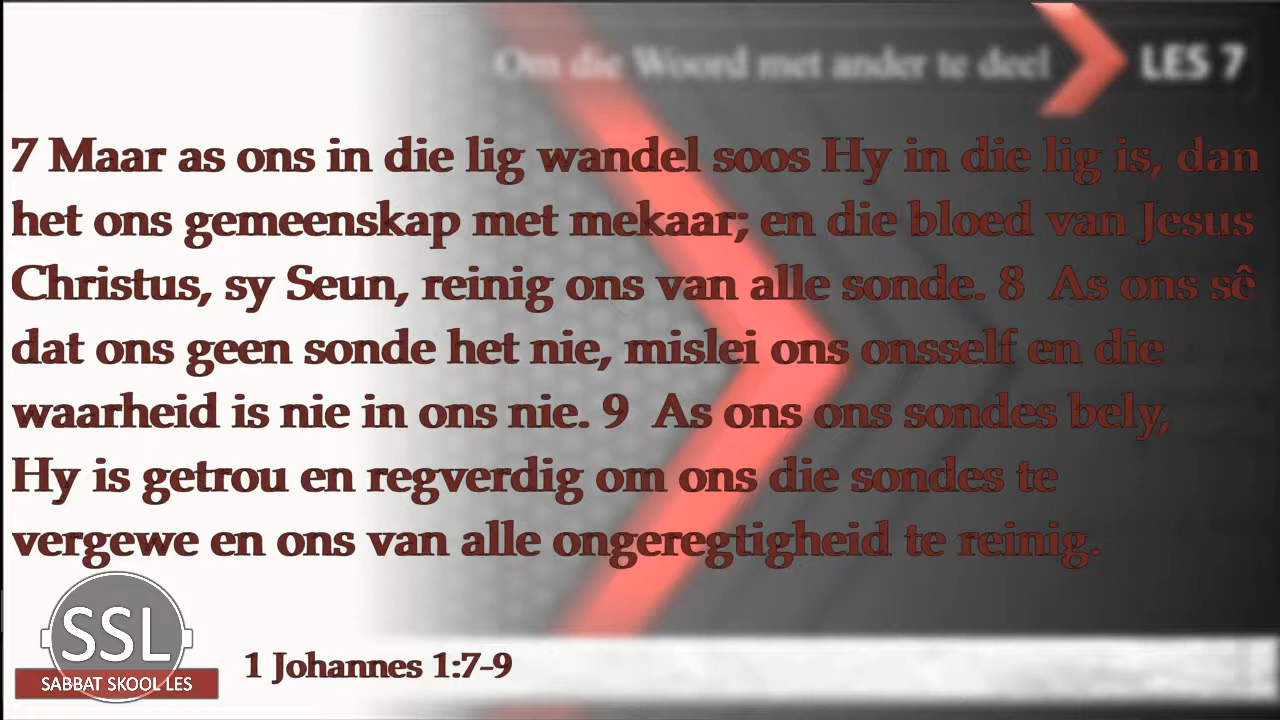 Om die Woord met ander te deel
LES 7
7 Maar as ons in die lig wandel soos Hy in die lig is, dan
het ons gemeenskap met mekaar; en die bloed van Jesus
Christus, sy Seun, reinig ons van alle sonde. 8 As ons sê
dat ons geen sonde het nie, mislei ons onsself en die
waarheid is nie in ons nie. 9 As ons ons sondes bely,
Hy is getrou en regverdig om ons die sondes te
vergewe en ons van alle ongeregtigheid te reinig.
SSL
SABBAT SKOOL LES
1 Johannes 1:7-9